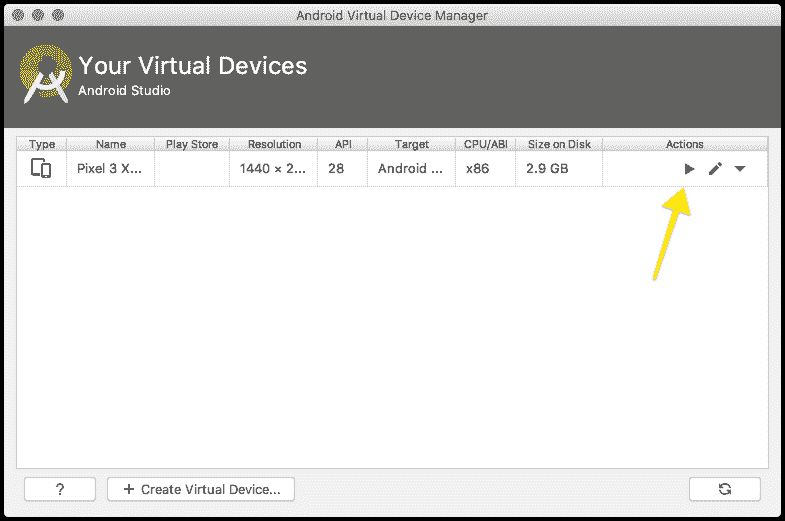 Android Virtual Device Manager
Your Virtual Devices
Android Studio
Type Name Play Store Resolution API Target CPU/ABI Size on Disk Actions
Pixel 3 X... 1440 × 2... 28 Android ... x86 2.9 GB
? + Create Virtual Device...